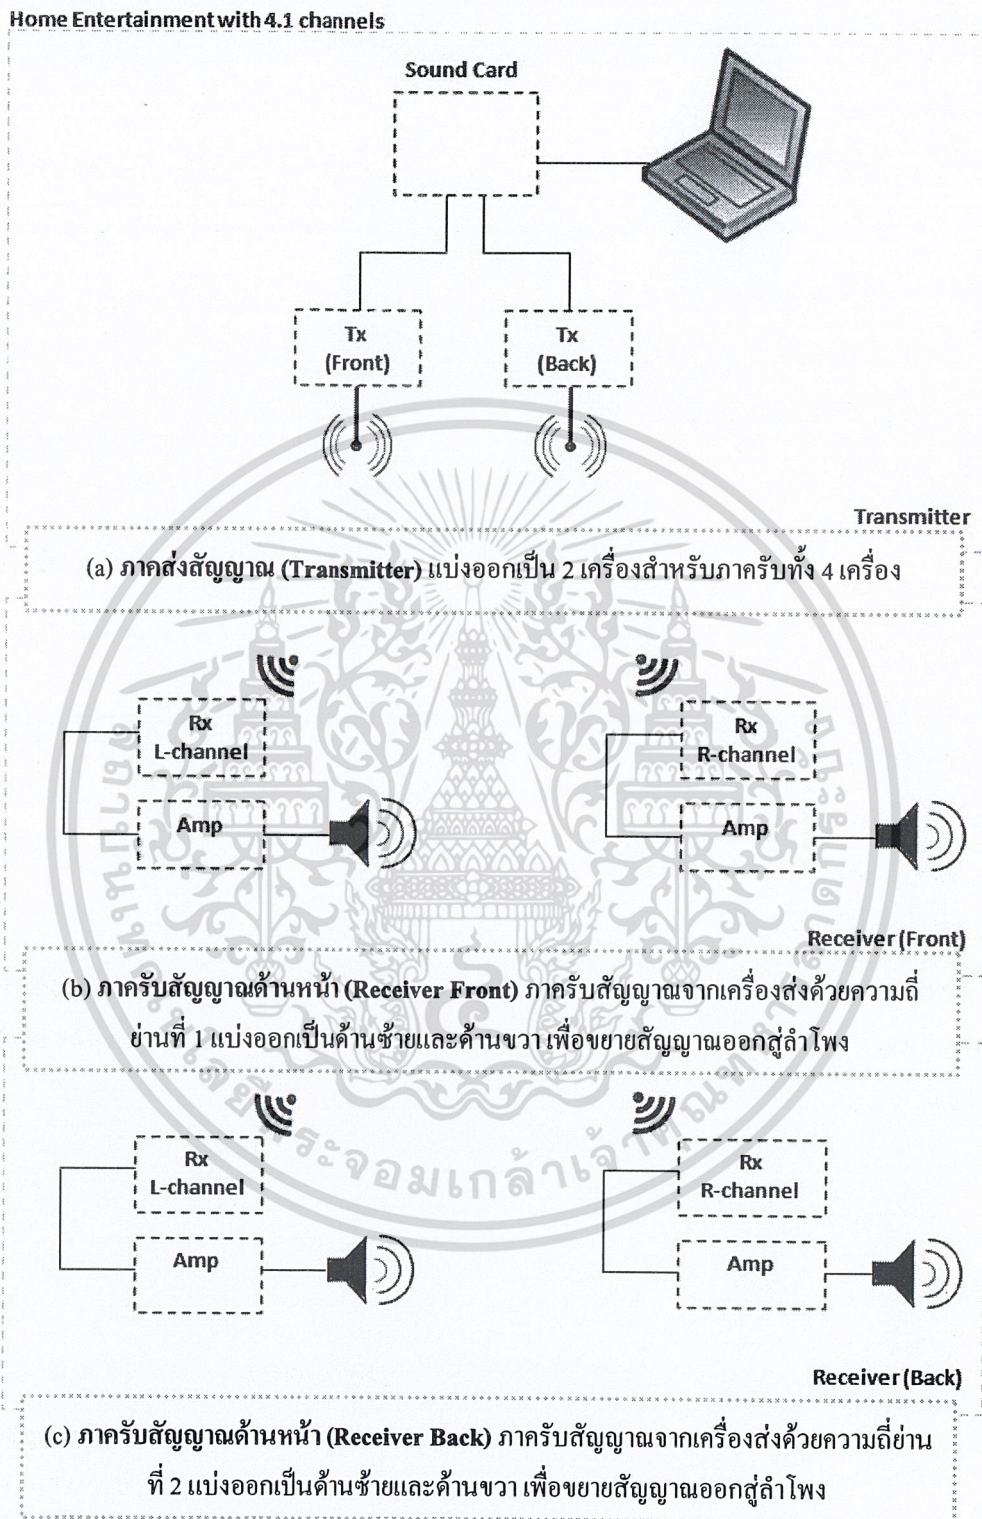 Home Entertainment with 4.1 channels
Sound Card
Tx
(Front)
Tx
(Back)
Transmitter
(a) ภาคส่งสัญญาณ (Transmitter) แบ่งออกเป็น 2 เครื่องสำหรับภาครับทั้ง 4 เครื่อง
Rx
L-channel
Amp
Rx
R-channel
Amp
Receiver (Front)
(b) ภาครับสัญญาณด้านหน้า (Receiver Front) ภาครับสัญญาณจากเครื่องส่งด้วยความถี่
ย่านที่ 1 แบ่งออกเป็นด้านซ้ายและด้านขวา เพื่อขยายสัญญาณออกสู่ลำโพง
Rx
L-channel
Amp
Rx
R-channel
Amp
Receiver (Back)
(c) ภาครับสัญญาณด้านหน้า (Receiver Back) ภาครับสัญญาณจากเครื่องส่งด้วยความถี่ย่าน
ที่ 2 แบ่งออกเป็นด้านซ้ายและด้านขวา เพื่อขยายสัญญาณออกสู่ลำโพง